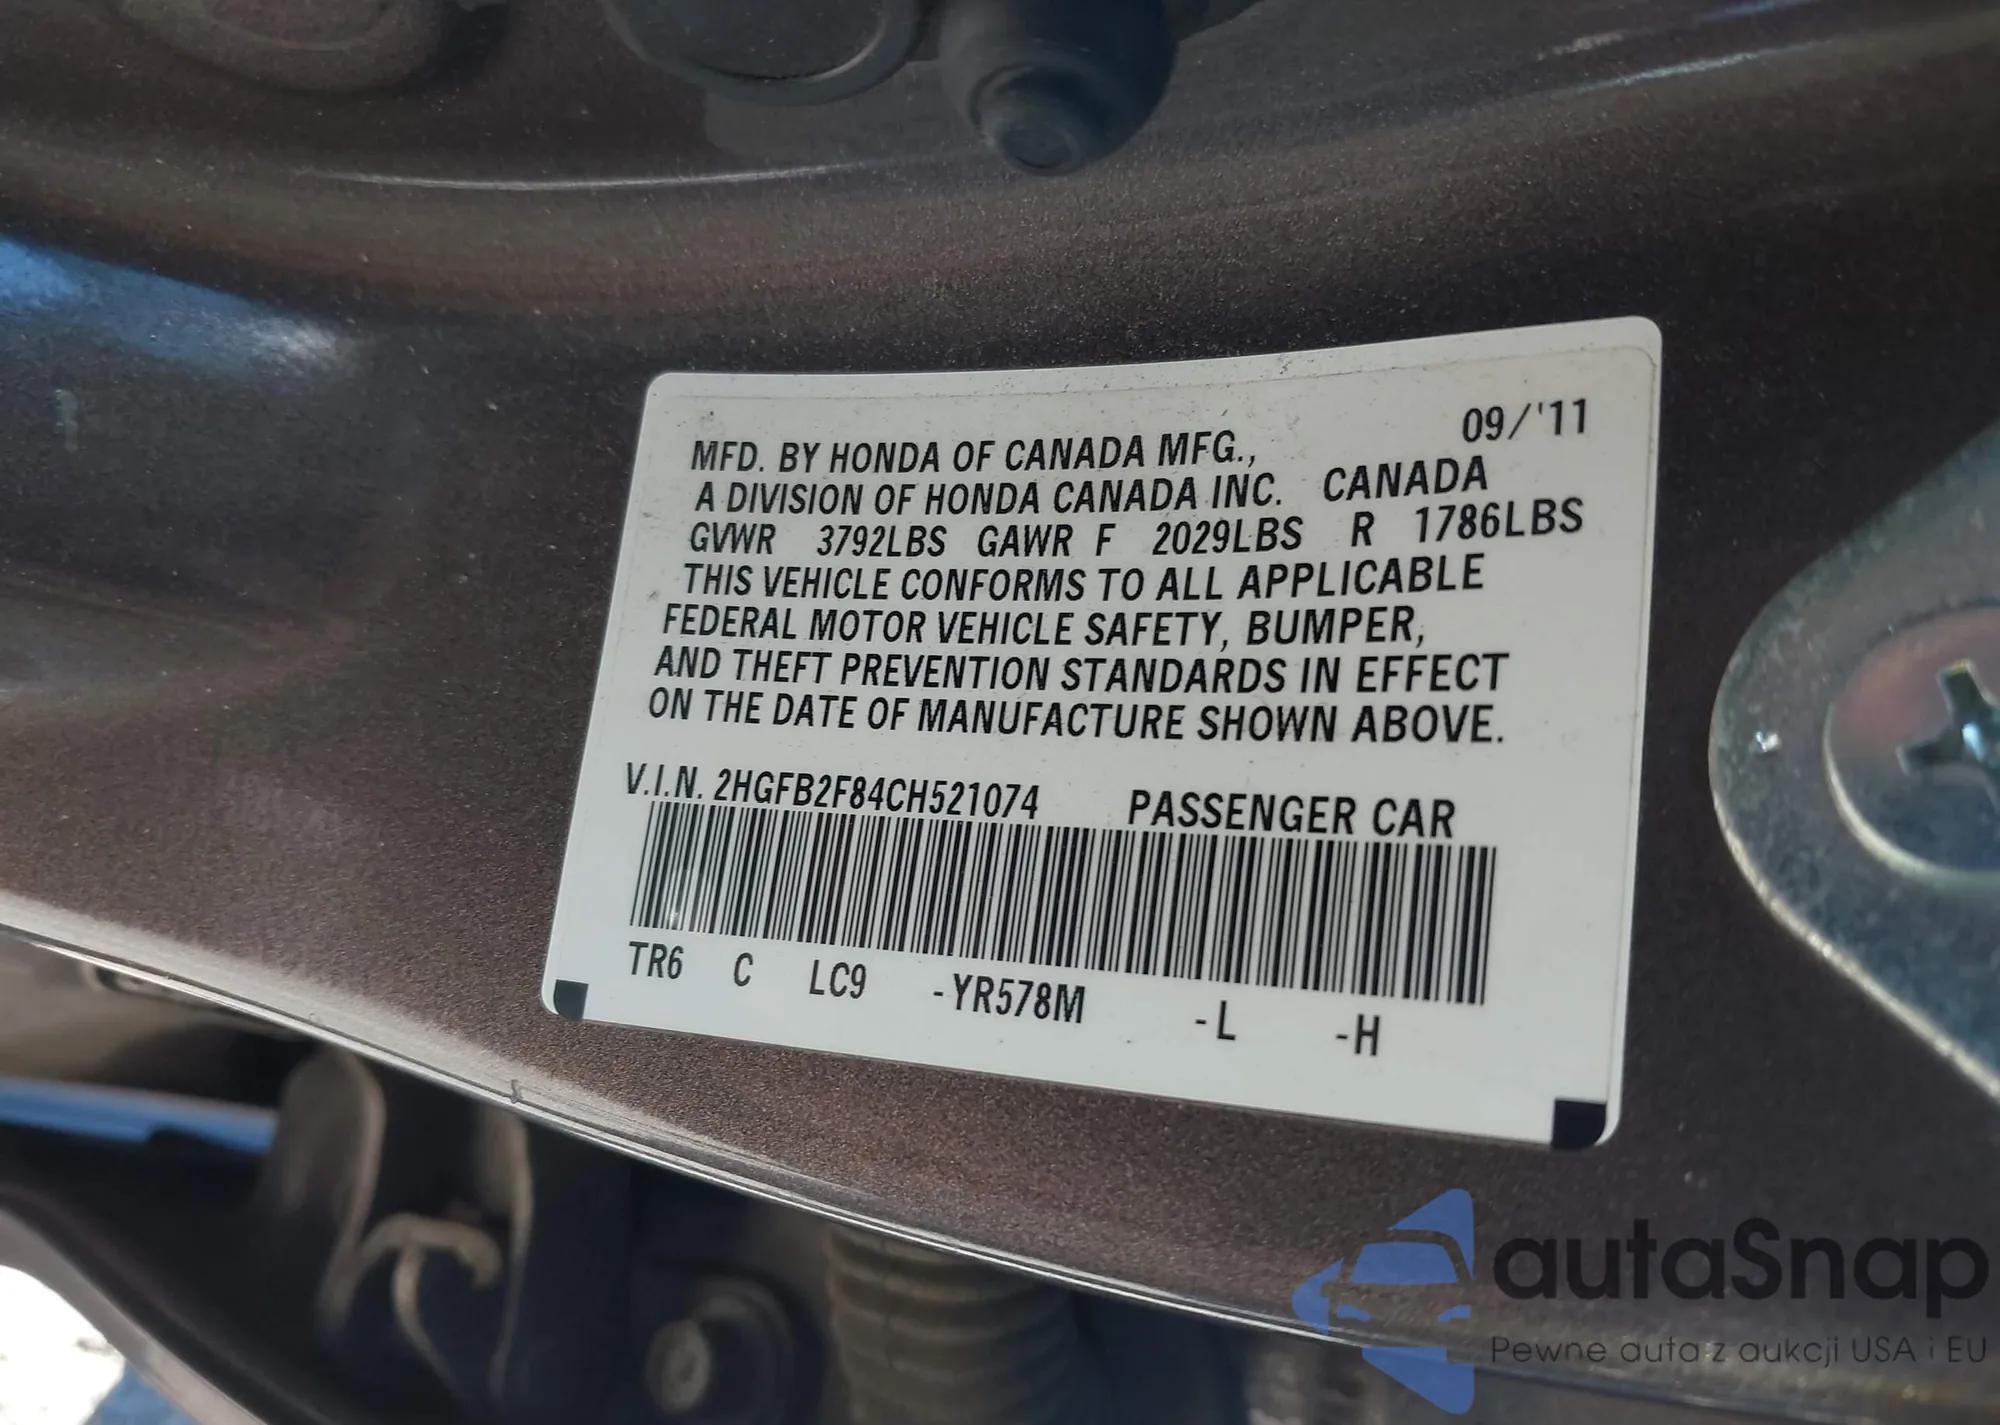 09/'11
MFD. BY HONDA OF CANADA MFG.,
A DIVISION OF HONDA CANADA INC. CANADA
GVWR 3792LBS GAWR F 2029LBS R 1786LBS
THIS VEHICLE CONFORMS TO ALL APPLICABLE
FEDERAL MOTOR VEHICLE SAFETY, BUMPER,
AND THEFT PREVENTION STANDARDS IN EFFECT
ON THE DATE OF MANUFACTURE SHOWN ABOVE.
V.I.N. 2HGFB2F84CH521074 PASSENGER CAR
TR6 C LC9 -YR578M -L -H
autaSnap
Pewne auta z aukcji USA i EU